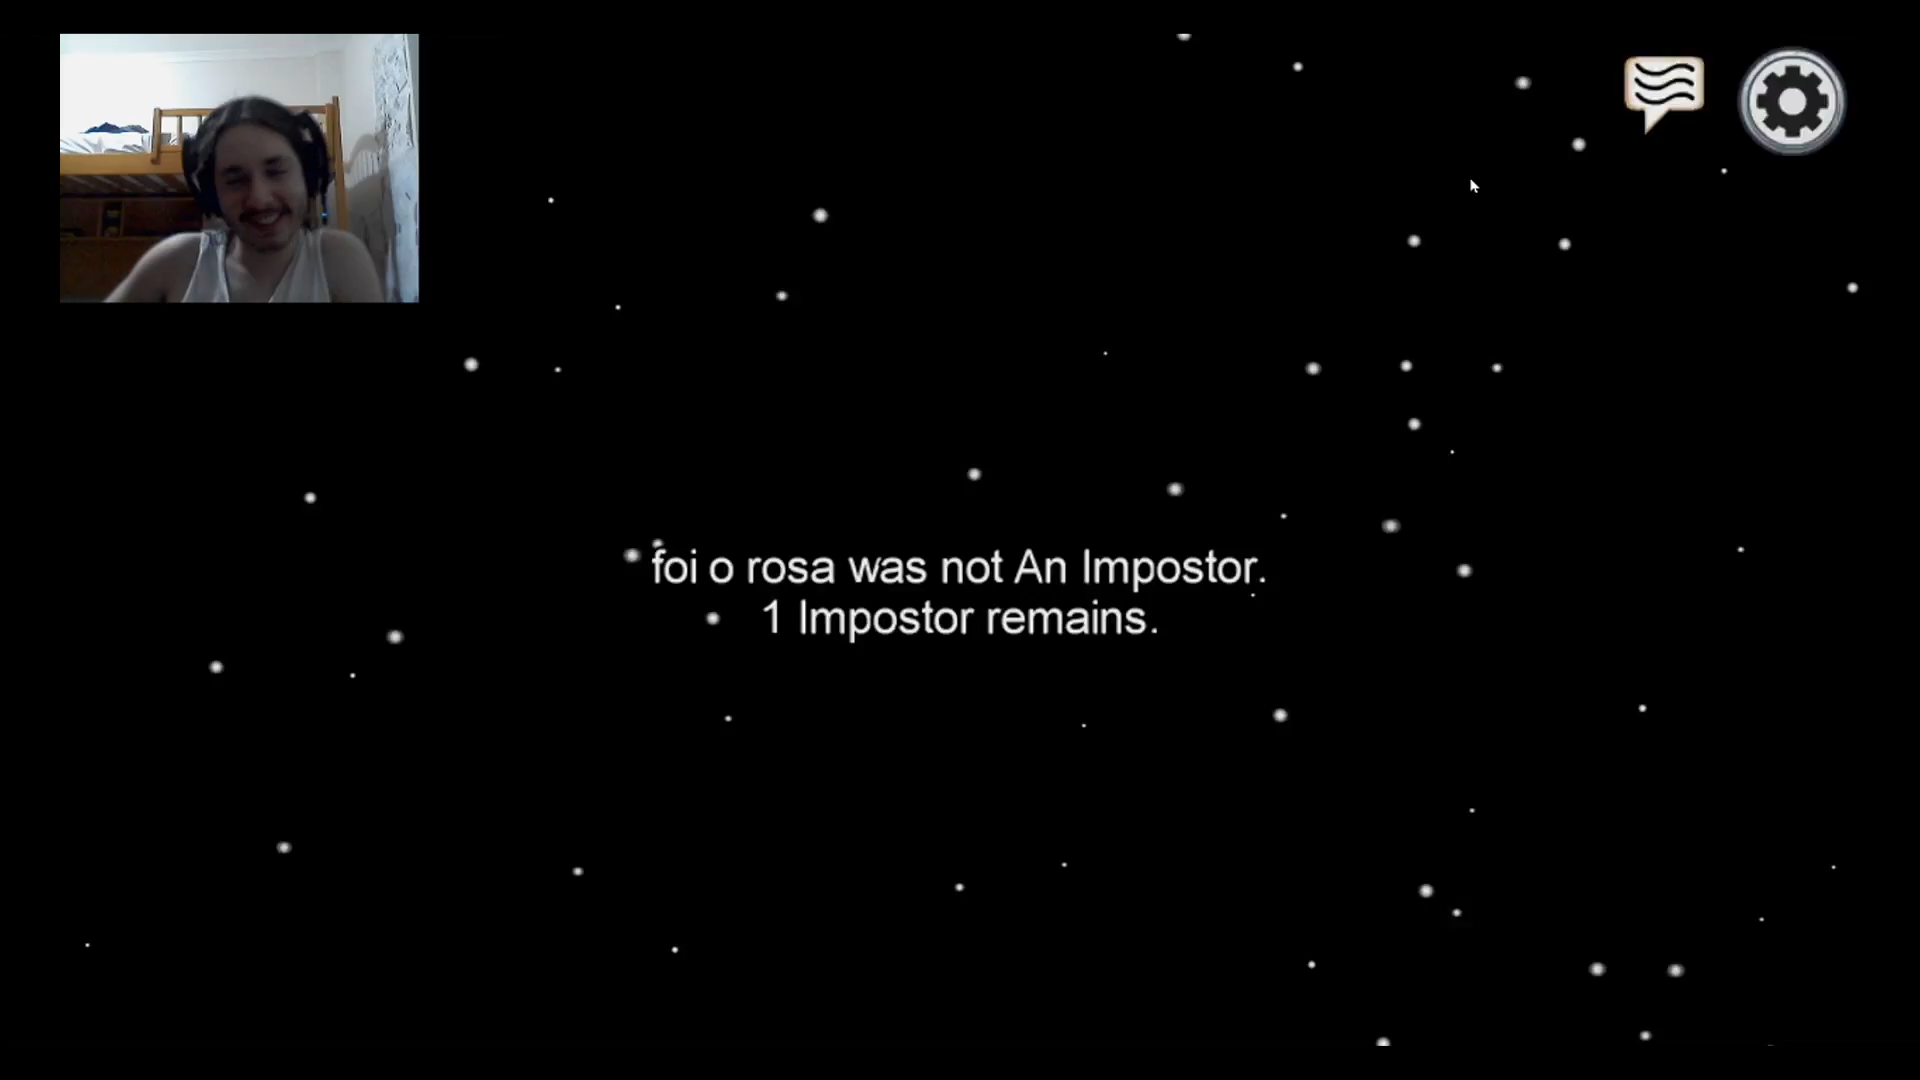 foi o rosa was not An Impostor.
1 Impostor remains.